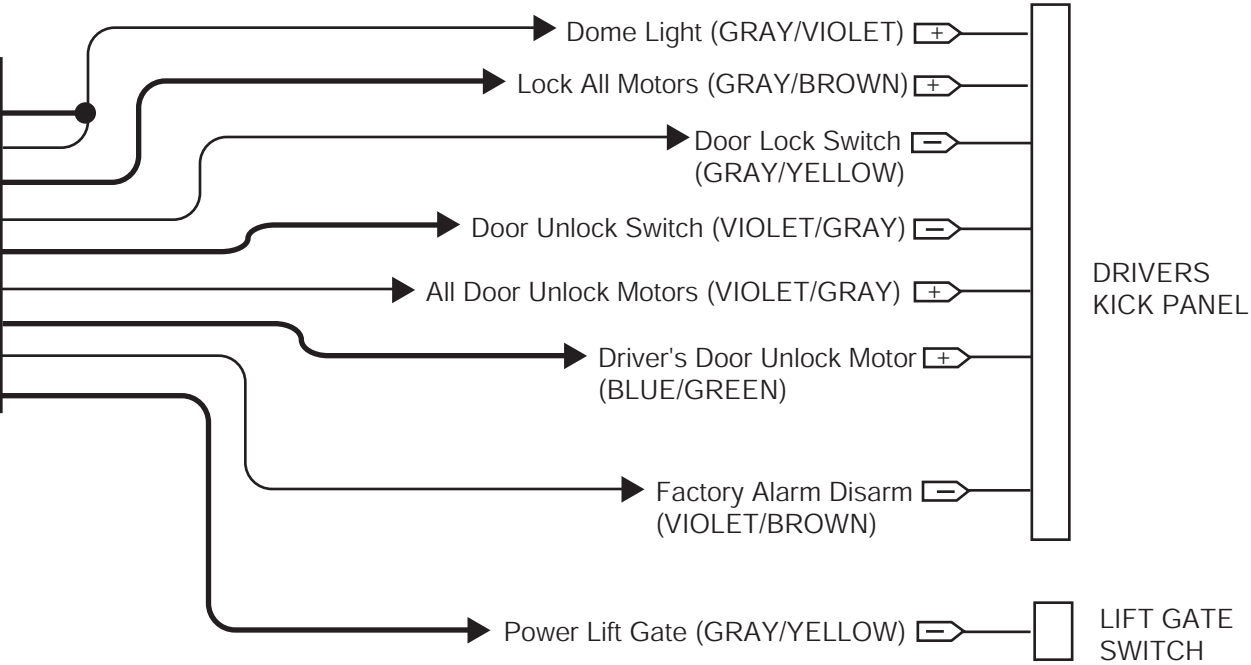 Dome Light (GRAY/VIOLET) +
Lock All Motors (GRAY/BROWN) +
Door Lock Switch −
(GRAY/YELLOW)
Door Unlock Switch (VIOLET/GRAY) −
All Door Unlock Motors (VIOLET/GRAY) +
DRIVERS
KICK PANEL
Driver's Door Unlock Motor +
(BLUE/GREEN)
Factory Alarm Disarm −
(VIOLET/BROWN)
Power Lift Gate (GRAY/YELLOW) −
LIFT GATE
SWITCH